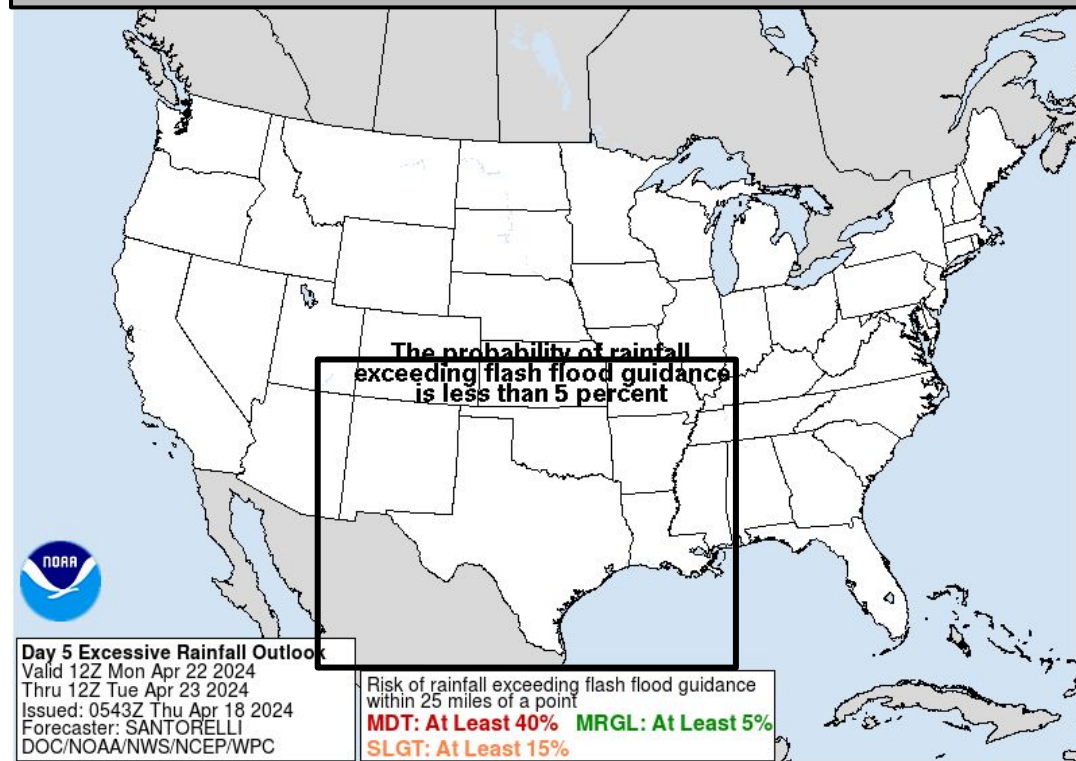 The probability of rainfall
exceeding flash flood guidance
is less than 5 percent
NOAA
Day 5 Excessive Rainfall Outlook
Valid 12Z Mon Apr 22 2024
Thru 12Z Tue Apr 23 2024
Issued: 0543Z Thu Apr 18 2024
Forecaster: SANTORELLI
DOC/NOAA/NWS/NCEP/WPC
Risk of rainfall exceeding flash flood guidance
within 25 miles of a point
MDT: At Least 40% MRGL: At Least 5%
SLGT: At Least 15%